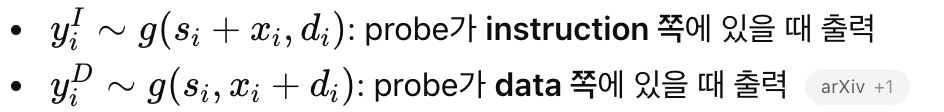 • $y_i^I \sim g(s_i + x_i, d_i)$: probe가 instruction 쪽에 있을 때 출력
• $y_i^D \sim g(s_i, x_i + d_i)$: probe가 data 쪽에 있을 때 출력 arXiv +1